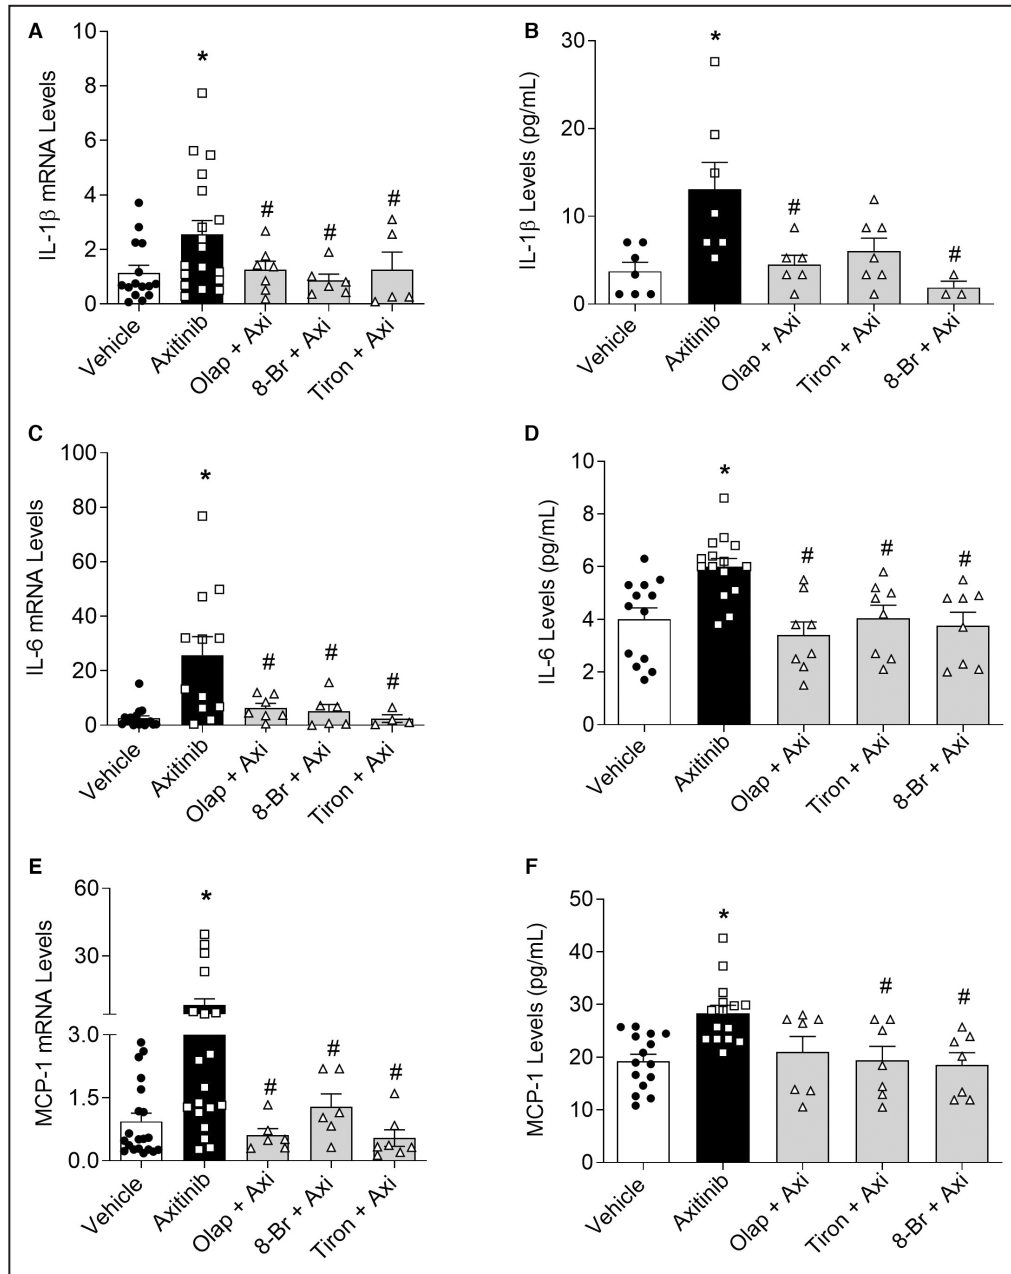 A
IL-1β mRNA Levels
10
8
6
4
2
0
*
#
#
#
Vehicle
Axitinib
Olap + Axi
8-Br + Axi
Tiron + Axi
B
IL-1β Levels (pg/mL)
30
20
10
0
*
#
#
Vehicle
Axitinib
Olap + Axi
Tiron + Axi
8-Br + Axi
C
IL-6 mRNA Levels
100
80
60
40
20
0
*
#
#
#
Vehicle
Axitinib
Olap + Axi
8-Br + Axi
Tiron + Axi
D
IL-6 Levels (pg/mL)
10
8
6
4
2
0
*
#
#
#
Vehicle
Axitinib
Olap + Axi
Tiron + Axi
8-Br + Axi
E
MCP-1 mRNA Levels
60
30
3.0
1.5
0.0
*
#
#
#
Vehicle
Axitinib
Olap + Axi
8-Br + Axi
Tiron + Axi
F
MCP-1 Levels (pg/mL)
50
40
30
20
10
0
*
#
#
Vehicle
Axitinib
Olap + Axi
Tiron + Axi
8-Br + Axi